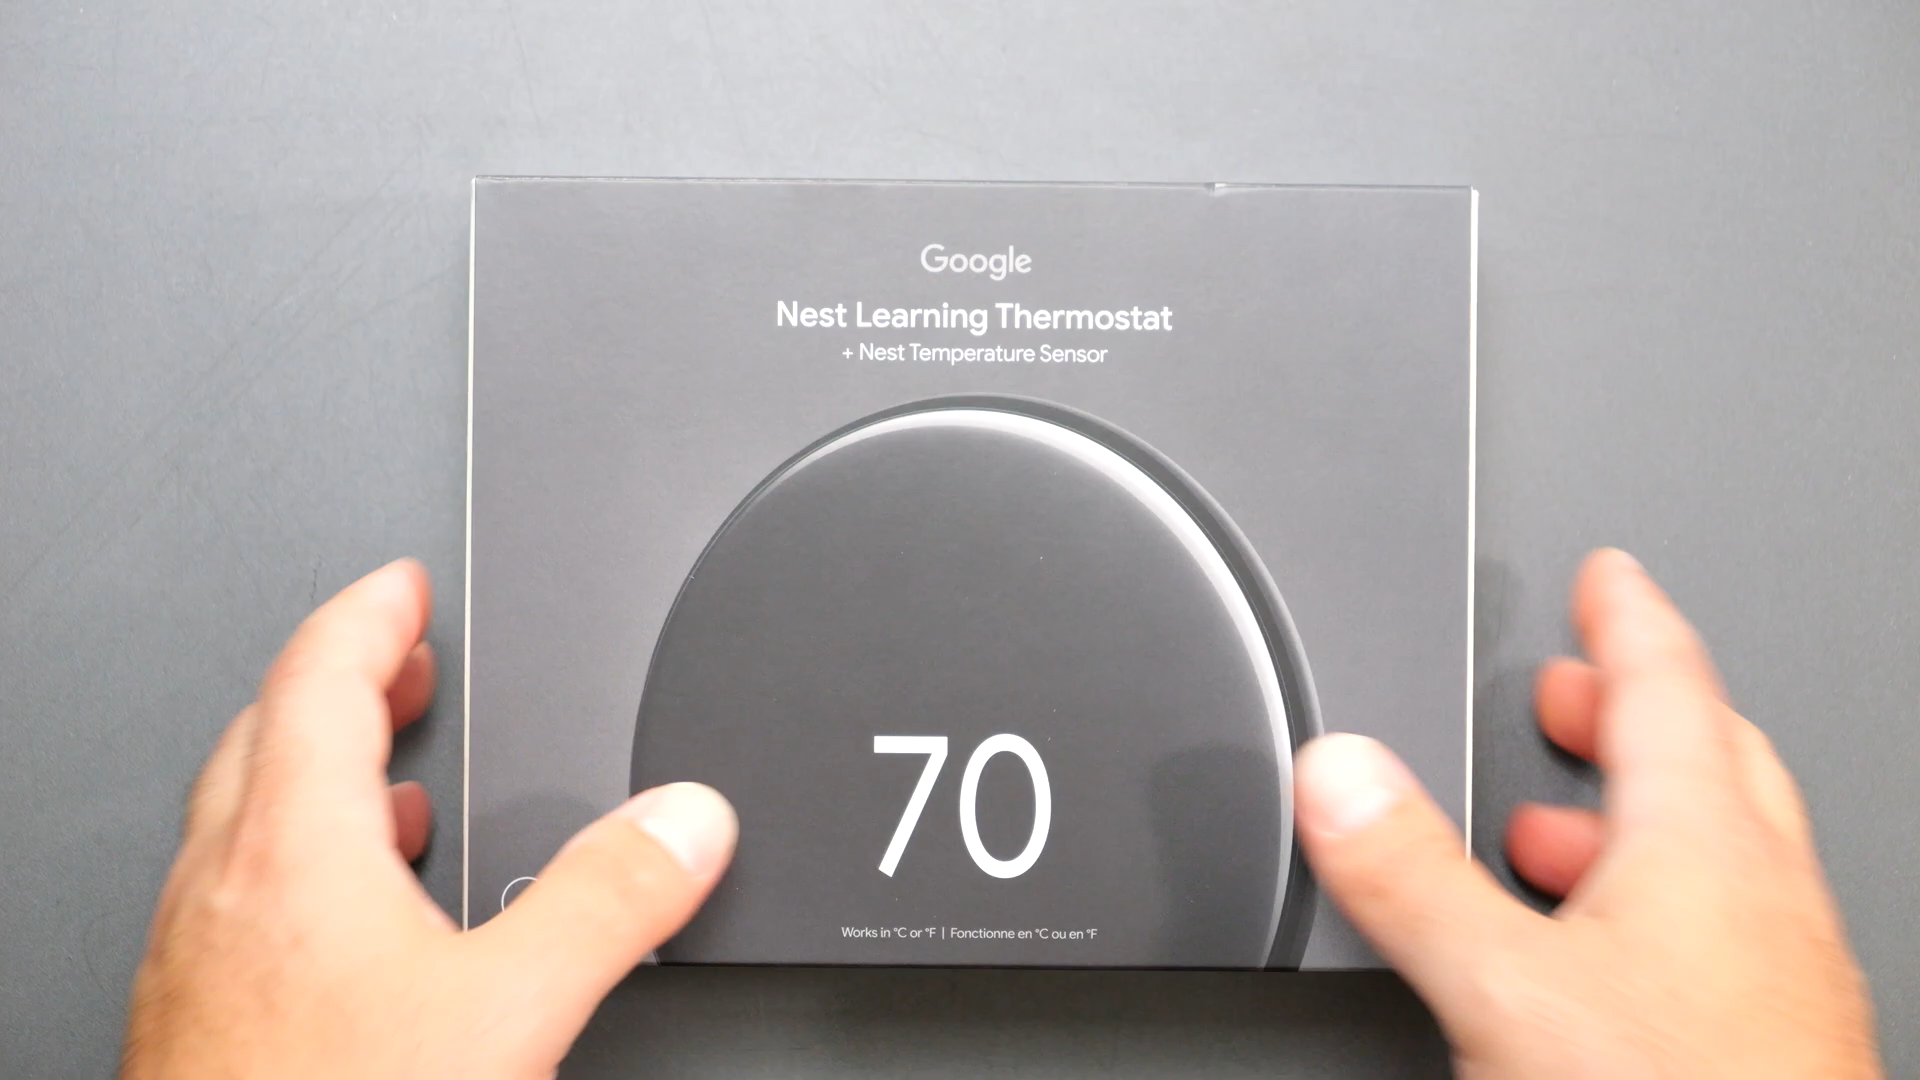 Google
Nest Learning Thermostat
+ Nest Temperature Sensor
70
Works in °C or °F | Fonctionne en °C ou en °F